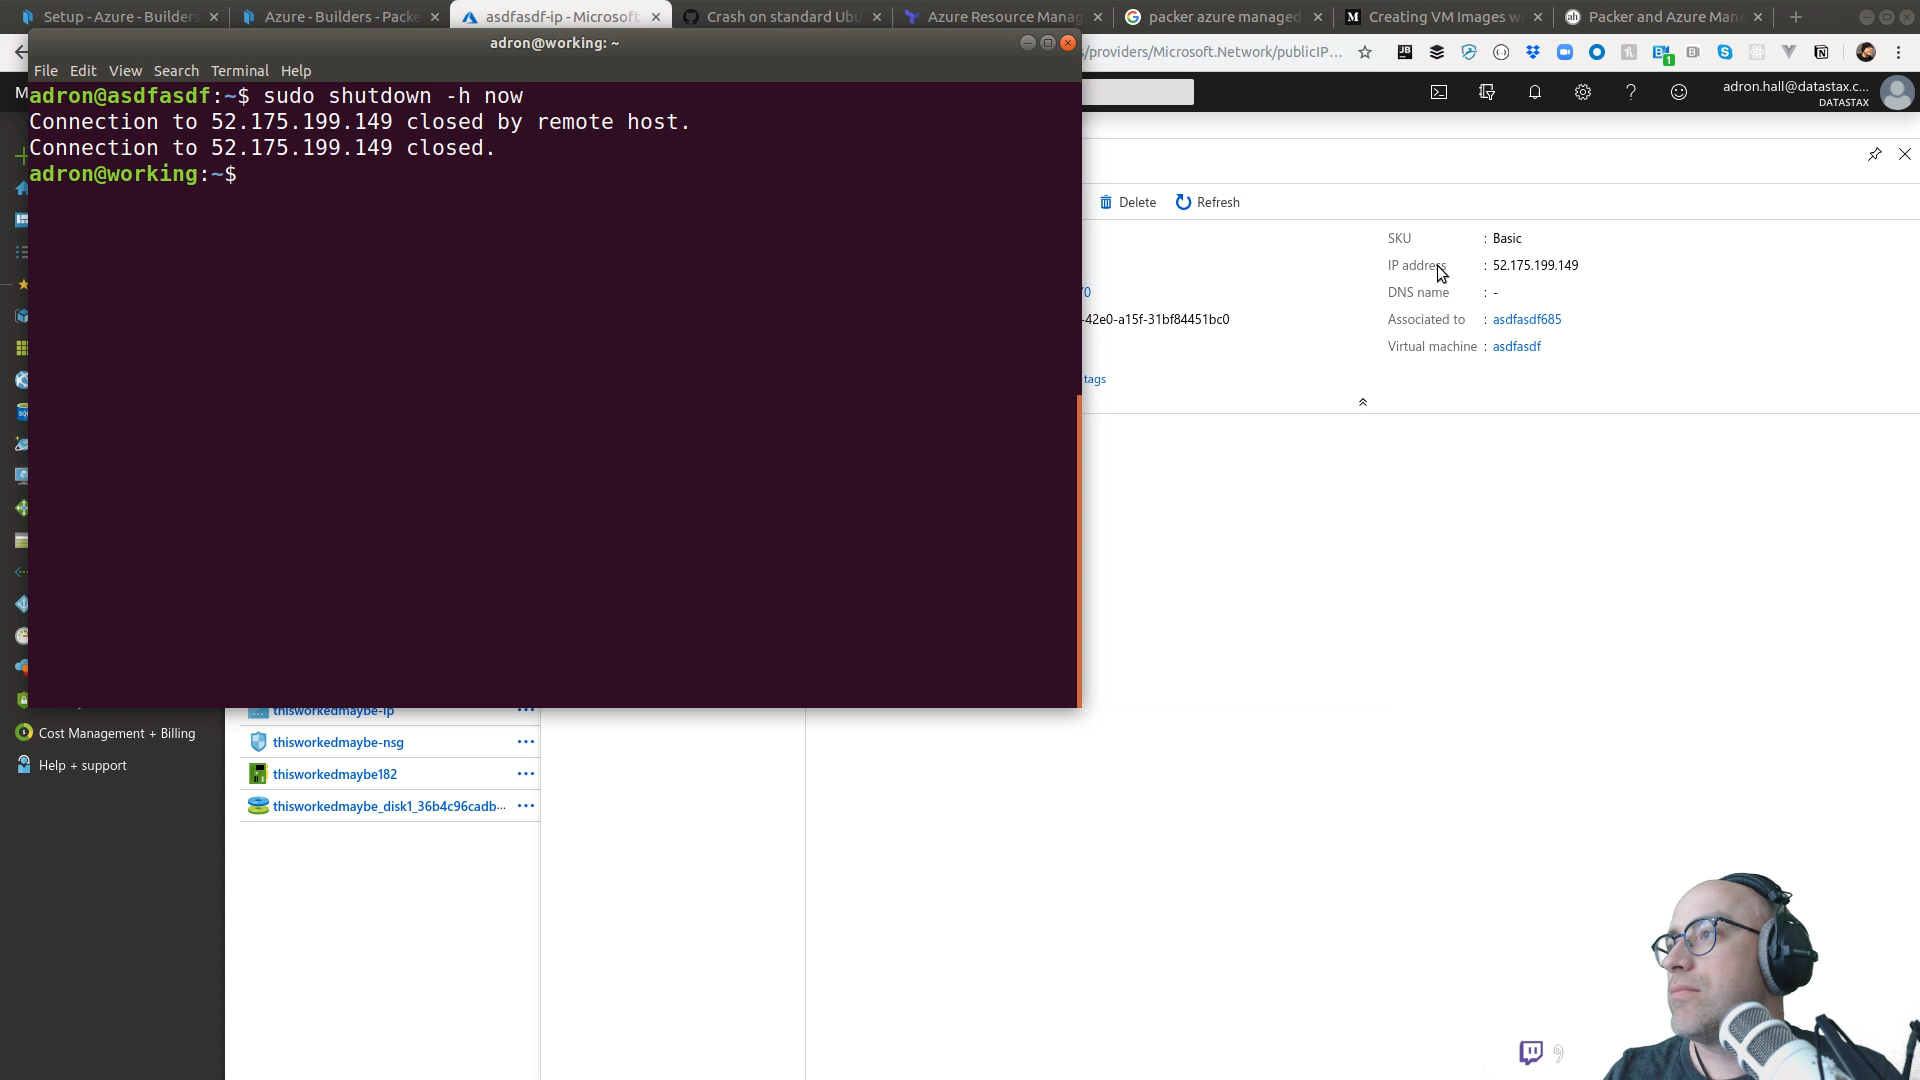 Setup - Azure - Builders
Azure - Builders - Packe
asdfasdf-ip - Microsoft
Crash on standard Ubu
Azure Resource Manag
packer azure managed
Creating VM Images w
Packer and Azure Mana
adron@working: ~
/providers/Microsoft.Network/publicIP...
File Edit View Search Terminal Help
adron@asdfasdf:~$ sudo shutdown -h now
Connection to 52.175.199.149 closed by remote host.
Connection to 52.175.199.149 closed.
adron@working:~$
adron.hall@datastax.c...
DATASTAX
Delete
Refresh
SKU : Basic
IP address : 52.175.199.149
DNS name : -
-42e0-a15f-31bf84451bc0
Associated to : asdfasdf685
Virtual machine : asdfasdf
tags
thisworkedmaybe-ip
thisworkedmaybe-nsg
thisworkedmaybe182
thisworkedmaybe_disk1_36b4c96cadb...
Cost Management + Billing
Help + support